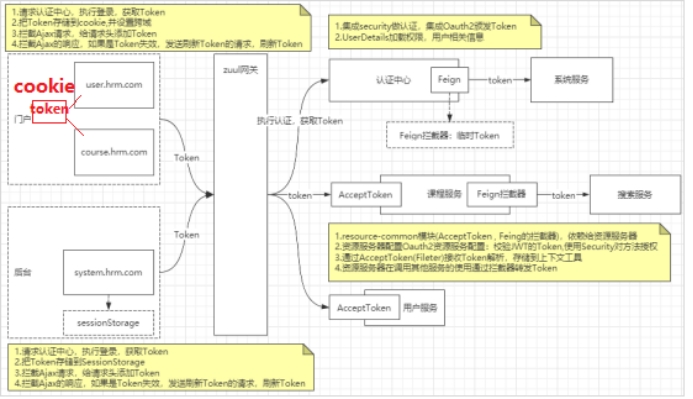 1.请求认证中心，执行登录，获取Token
2.把Token存储到cookie,并设置跨域
3.拦截Ajax请求，给请求头添加Token
4.拦截Ajax的响应，如果是Token失效，发送刷新Token的请求，刷新Token
1.集成security做认证，集成Oauth2颁发Token
2.UserDetails加载权限，用户相关信息
zuul网关
user.hrm.com
cookie
token
门户
course.hrm.com
Token
执行认证，获取Token
认证中心
Feign
token
系统服务
Feign拦截器：临时Token
token
AcceptToken
课程服务
Feign拦截器
token
搜索服务
Token
后台
system.hrm.com
sessionStorage
1.resource-common模块(AcceptToken , Feing的拦截器)，依赖给资源服务器
2.资源服务器配置Oauth2资源服务配置：校验JWT的Token,使用Security对方法授权
3.通过AcceptToken(Fileter)接收Token解析，存储到上下文工具
4.资源服务器在调用其他服务的使用通过拦截器转发Token
AcceptToken
用户服务
1.请求认证中心，执行登录，获取Token
2.把Token存储到SessionStorage
3.拦截Ajax请求，给请求头添加Token
4.拦截Ajax的响应，如果是Token失效，发送刷新Token的请求，刷新Token